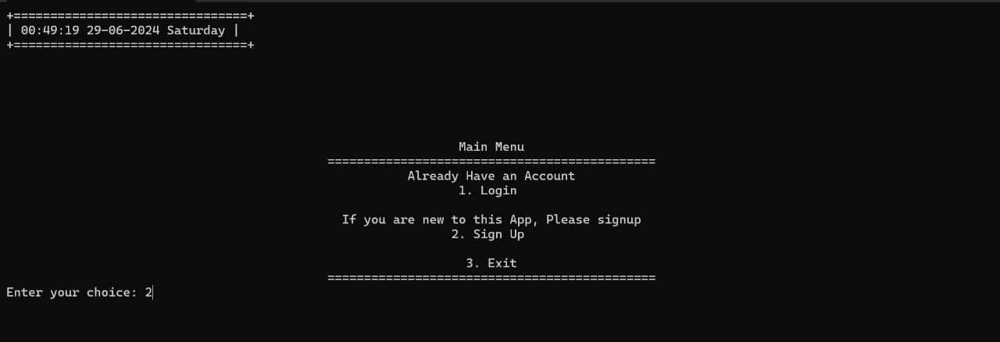 +================================+
| 00:49:19 29-06-2024 Saturday |
+================================+
Main Menu
=============================================
Already Have an Account
1. Login
If you are new to this App, Please signup
2. Sign Up
3. Exit
=============================================
Enter your choice: 2